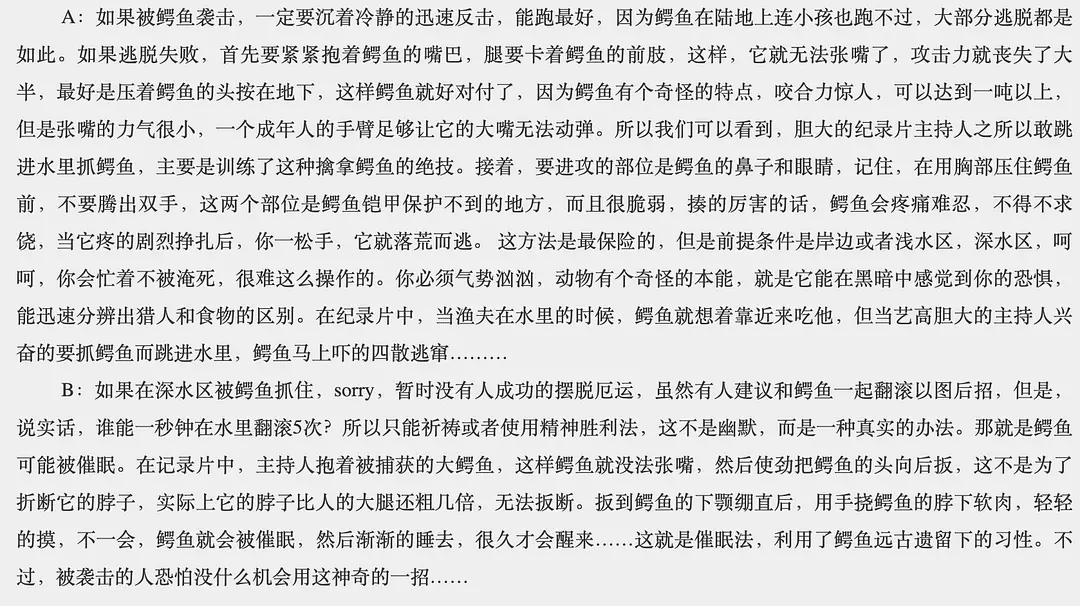 A：如果被鳄鱼袭击，一定要沉着冷静的迅速反击，能跑最好，因为鳄鱼在陆地上连小孩也跑不过，大部分逃脱都是
如此。如果逃脱失败，首先要紧紧抱着鳄鱼的嘴巴，腿要卡着鳄鱼的前肢，这样，它就无法张嘴了，攻击力就丧失了大
半，最好是压着鳄鱼的头按在地下，这样鳄鱼就好对付了，因为鳄鱼有个奇怪的特点，咬合力惊人，可以达到一吨以上，
但是张嘴的力气很小，一个成年人的手臂足够让它的大嘴无法动弹。所以我们可以看到，胆大的纪录片主持人之所以敢跳
进水里抓鳄鱼，主要是训练了这种擒拿鳄鱼的绝技。接着，要进攻的部位是鳄鱼的鼻子和眼睛，记住，在用胸部压住鳄鱼
前，不要腾出双手，这两个部位是鳄鱼铠甲保护不到的地方，而且很脆弱，揍的厉害的话，鳄鱼会疼痛难忍，不得不求
饶，当它疼的剧烈挣扎后，你一松手，它就落荒而逃。 这方法是最保险的，但是前提条件是岸边或者浅水区，深水区，呵
呵，你会忙着不被淹死，很难这么操作的。你必须气势汹汹，动物有个奇怪的本能，就是它能在黑暗中感觉到你的恐惧，
能迅速分辨出猎人和食物的区别。在纪录片中，当渔夫在水里的时候，鳄鱼就想着靠近来吃他，但当艺高胆大的主持人兴
奋的要抓鳄鱼而跳进水里，鳄鱼马上吓的四散逃窜………
B：如果在深水区被鳄鱼抓住，sorry，暂时没有人成功的摆脱厄运，虽然有人建议和鳄鱼一起翻滚以图后招，但是，
说实话，谁能一秒钟在水里翻滚5次？所以只能祈祷或者使用精神胜利法，这不是幽默，而是一种真实的办法。那就是鳄鱼
可能被催眠。在记录片中，主持人抱着被捕获的大鳄鱼，这样鳄鱼就没法张嘴，然后使劲把鳄鱼的头向后扳，这不是为了
折断它的脖子，实际上它的脖子比人的大腿还粗几倍，无法扳断。扳到鳄鱼的下颚绷直后，用手挠鳄鱼的脖下软肉，轻轻
的摸，不一会，鳄鱼就会被催眠，然后渐渐的睡去，很久才会醒来……这就是催眠法，利用了鳄鱼远古遗留下的习性。不
过，被袭击的人恐怕没什么机会用这神奇的一招……